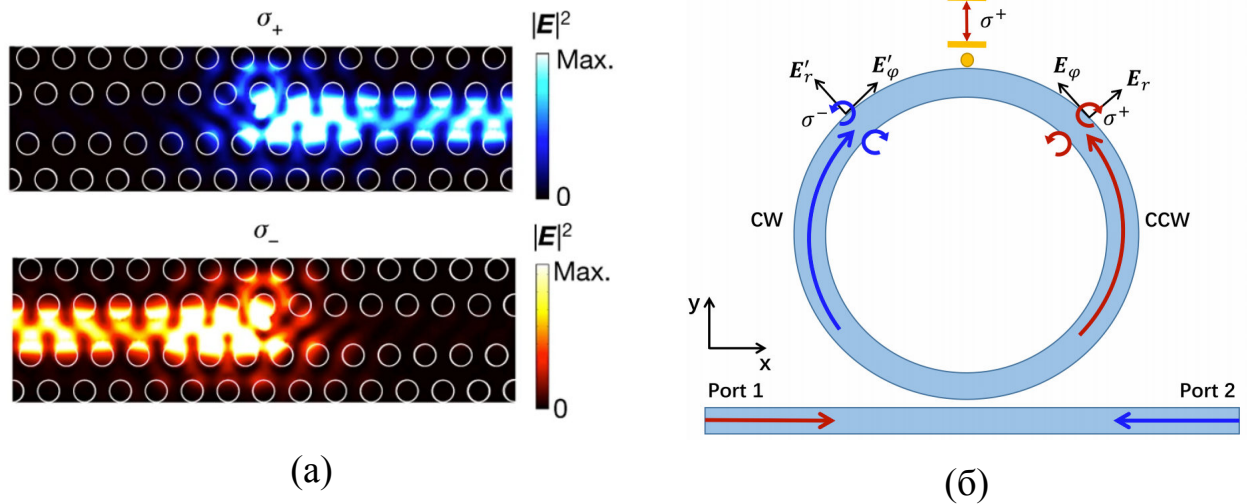 σ₊
|E|²
Max.
0
σ₋
|E|²
Max.
0
(а)
σ⁺
E′ᵣ
E′φ
Eφ
Eᵣ
σ⁻
σ⁺
CW
CCW
y
x
Port 1
Port 2
(б)